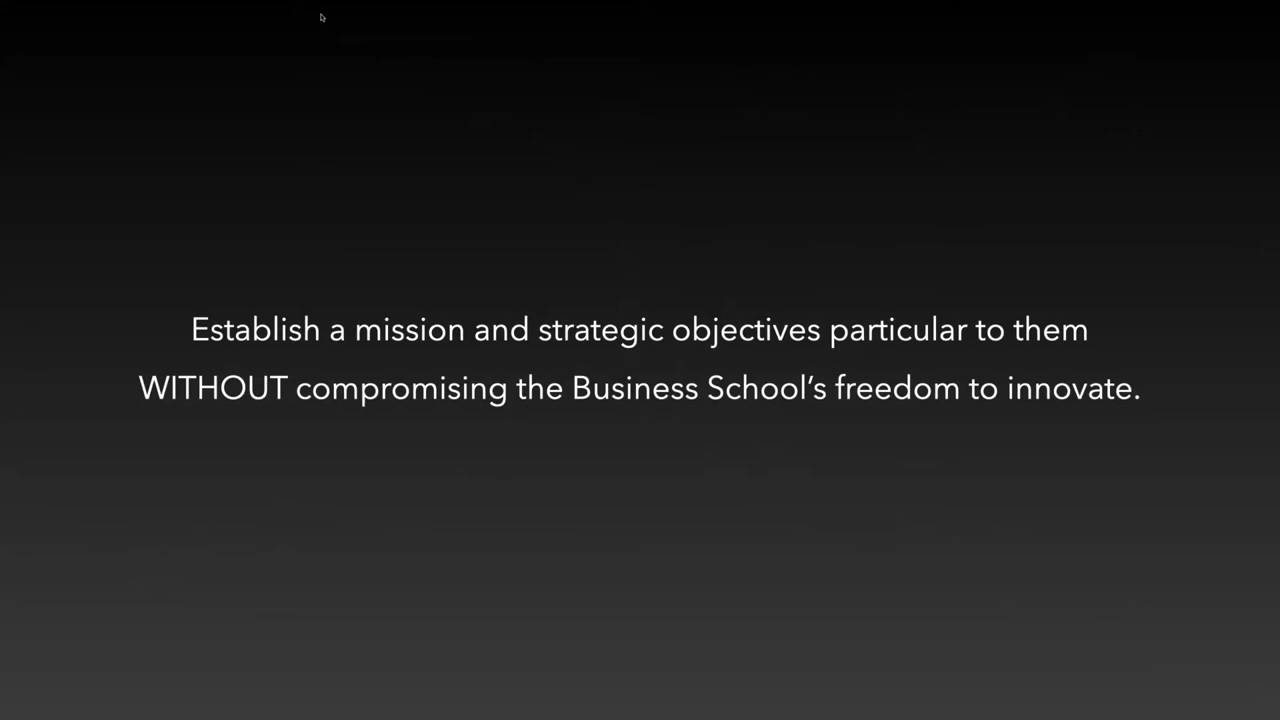 Establish a mission and strategic objectives particular to them
WITHOUT compromising the Business School’s freedom to innovate.